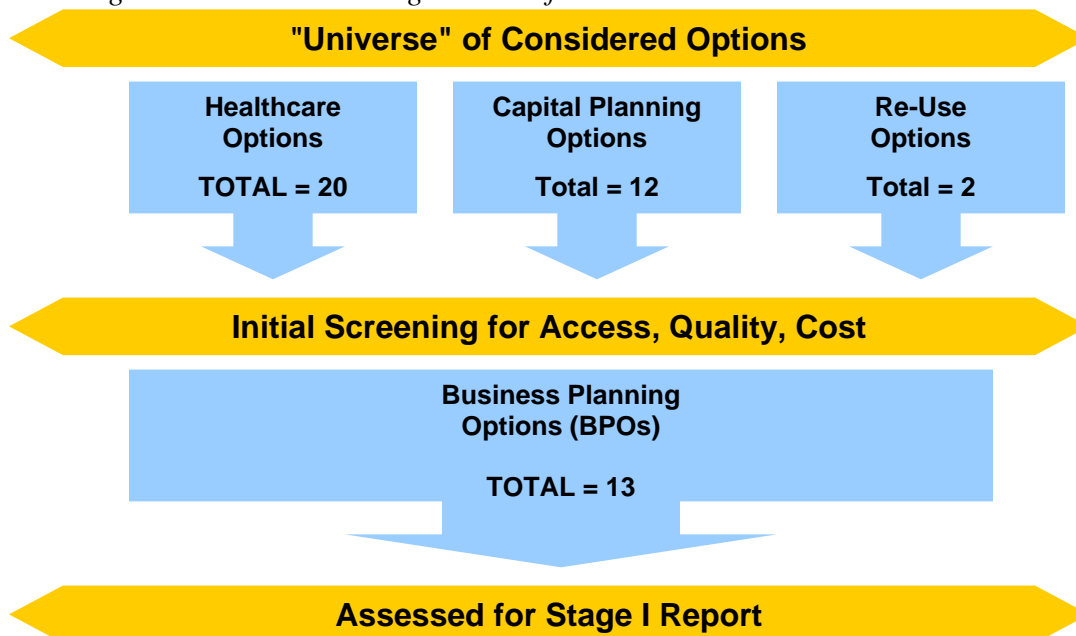 "Universe" of Considered Options
Healthcare
Options
TOTAL = 20
Capital Planning
Options
Total = 12
Re-Use
Options
Total = 2
Initial Screening for Access, Quality, Cost
Business Planning
Options (BPOs)
TOTAL = 13
Assessed for Stage I Report